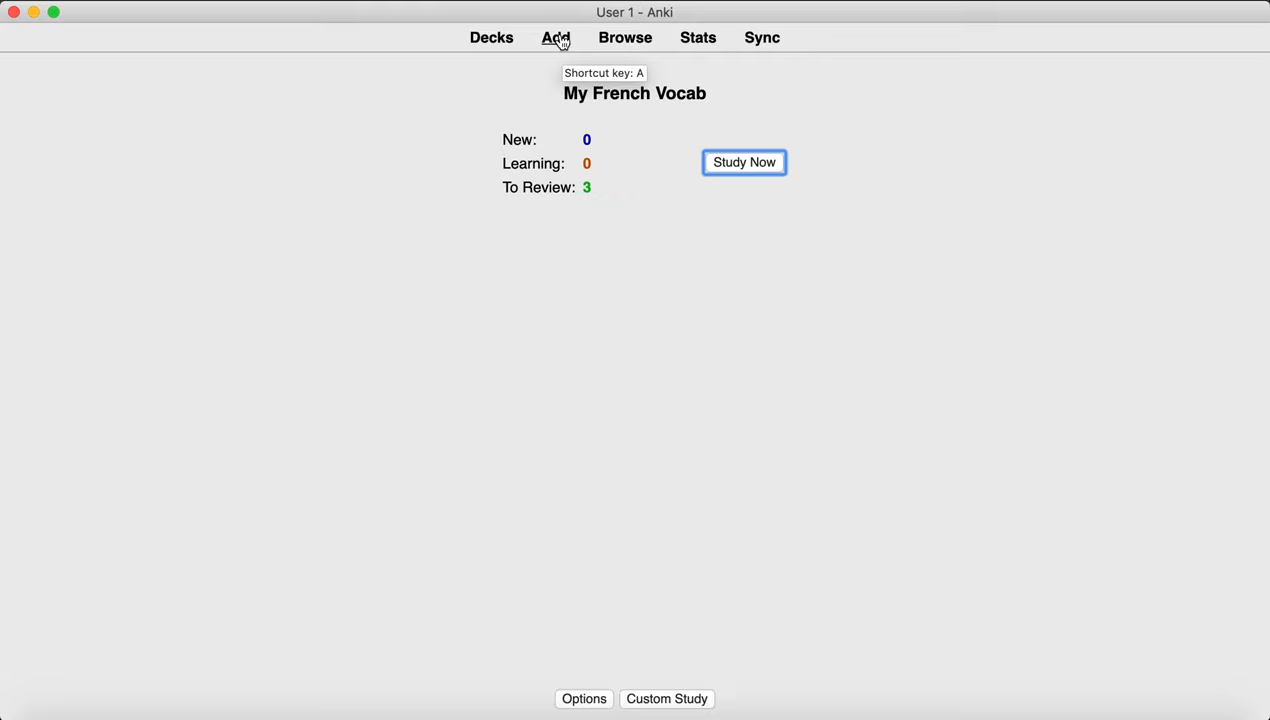 User 1 - Anki
Decks Add Browse Stats Sync
Shortcut key: A
My French Vocab
New: 0
Learning: 0
To Review: 3
Study Now
Options Custom Study